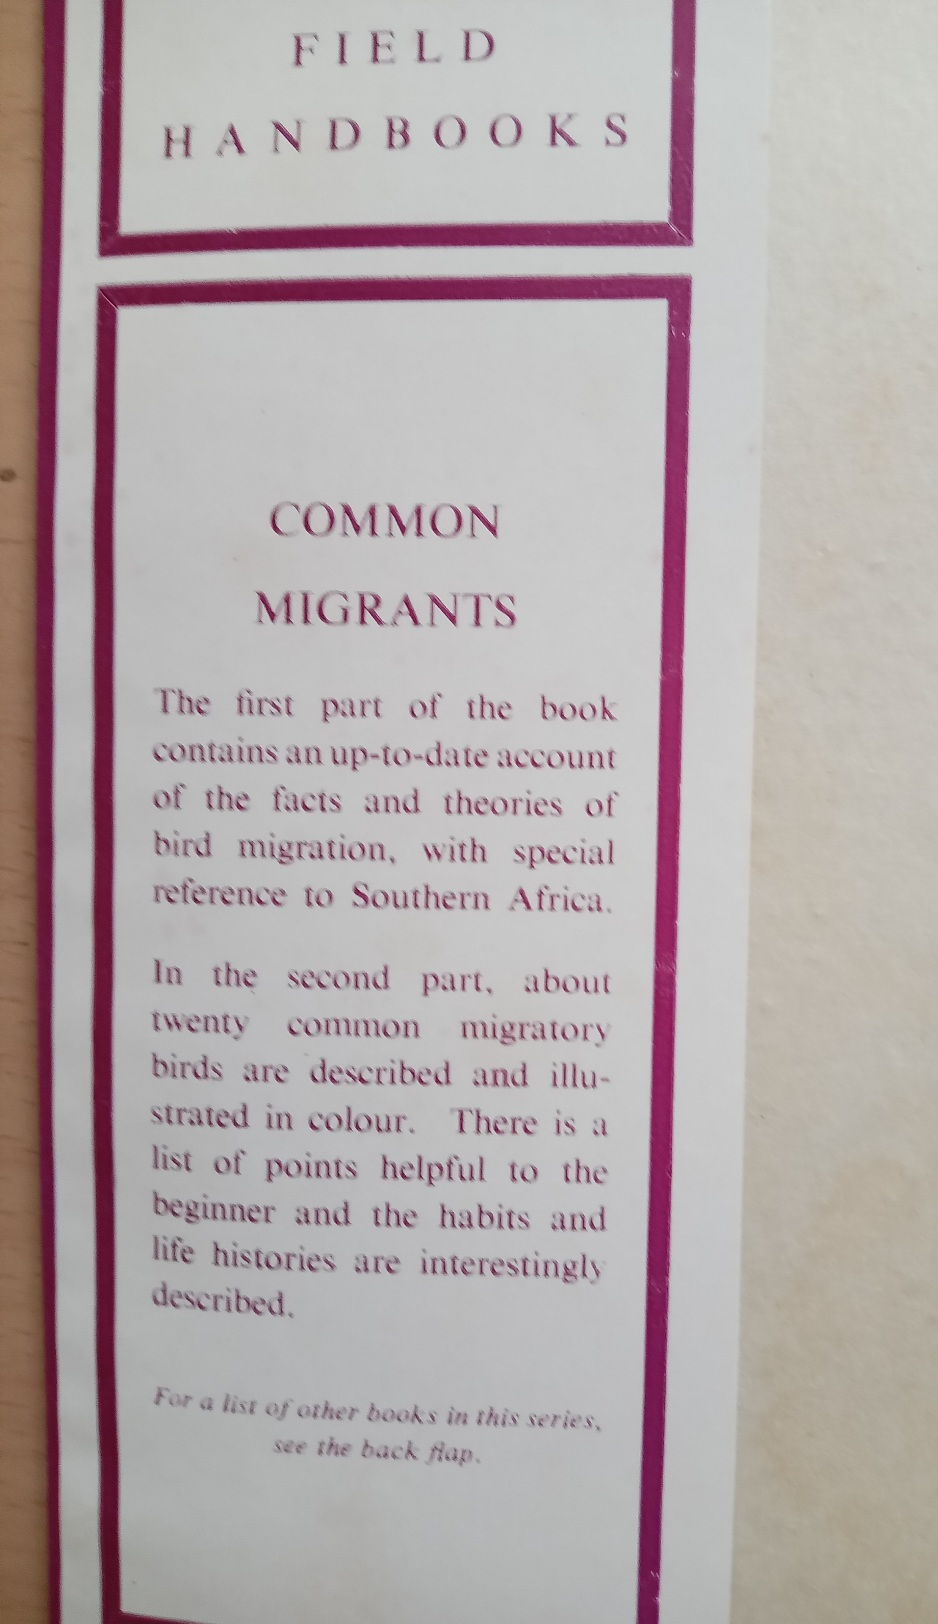 FIELD
HANDBOOKS
COMMON
MIGRANTS
The first part of the book
contains an up-to-date account
of the facts and theories of
bird migration, with special
reference to Southern Africa.
In the second part, about
twenty common migratory
birds are described and illu-
strated in colour. There is a
list of points helpful to the
beginner and the habits and
life histories are interestingly
described.
For a list of other books in this series,
see the back flap.